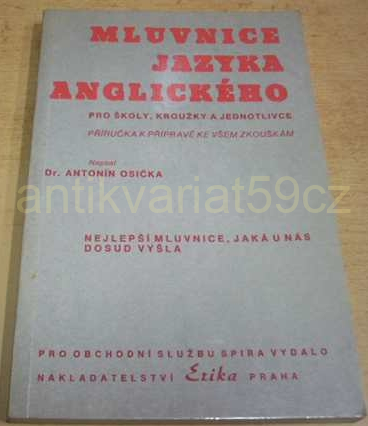 MLUVNICE
JAZYKA
ANGLICKÉHO
PRO ŠKOLY, KROUŽKY A JEDNOTLIVCE
PŘÍRUČKA K PŘÍPRAVĚ KE VŠEM ZKOUŠKÁM
Napsal
Dr. ANTONÍN OSIČKA
antikvariat59cz
NEJLEPŠÍ MLUVNICE, JAKÁ U NÁS
DOSUD VYŠLA
PRO OBCHODNÍ SLUŽBU SPIRA VYDALO
NAKLADATELSTVÍ Etika PRAHA